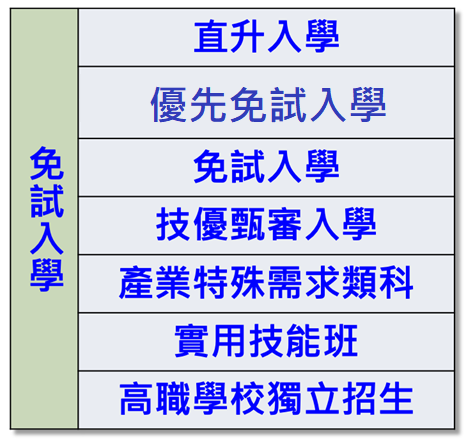 免試入學
直升入學
優先免試入學
免試入學
技優甄審入學
產業特殊需求類科
實用技能班
高職學校獨立招生